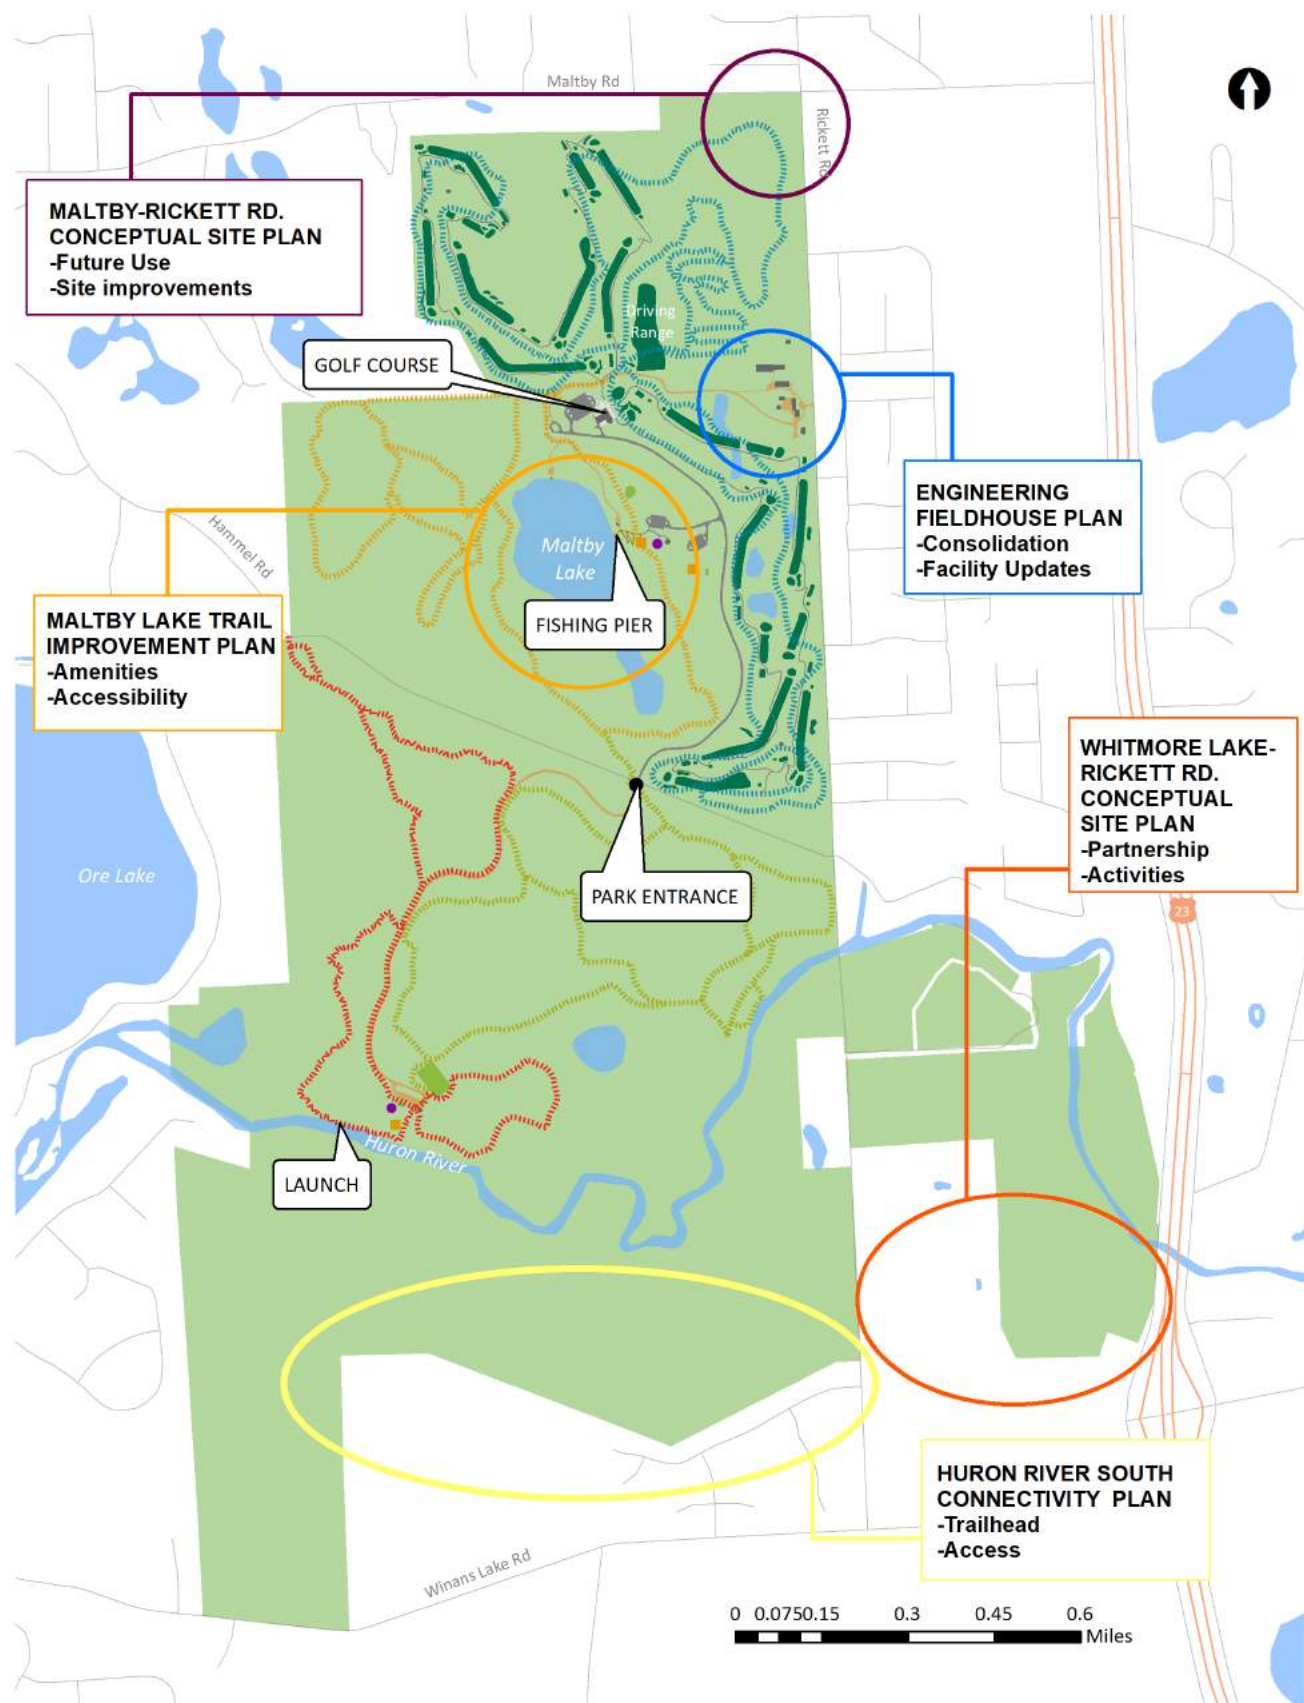 Maltby Rd
Rickett Rd
MALTBY-RICKETT RD.
CONCEPTUAL SITE PLAN
-Future Use
-Site improvements
Driving
Range
GOLF COURSE
ENGINEERING
FIELDHOUSE PLAN
-Consolidation
-Facility Updates
Hammel Rd
Maltby
Lake
FISHING PIER
MALTBY LAKE TRAIL
IMPROVEMENT PLAN
-Amenities
-Accessibility
WHITMORE LAKE-
RICKETT RD.
CONCEPTUAL
SITE PLAN
-Partnership
-Activities
Ore Lake
PARK ENTRANCE
23
Huron River
LAUNCH
HURON RIVER SOUTH
CONNECTIVITY PLAN
-Trailhead
-Access
Winans Lake Rd
0 0.0750.15 0.3 0.45 0.6
Miles